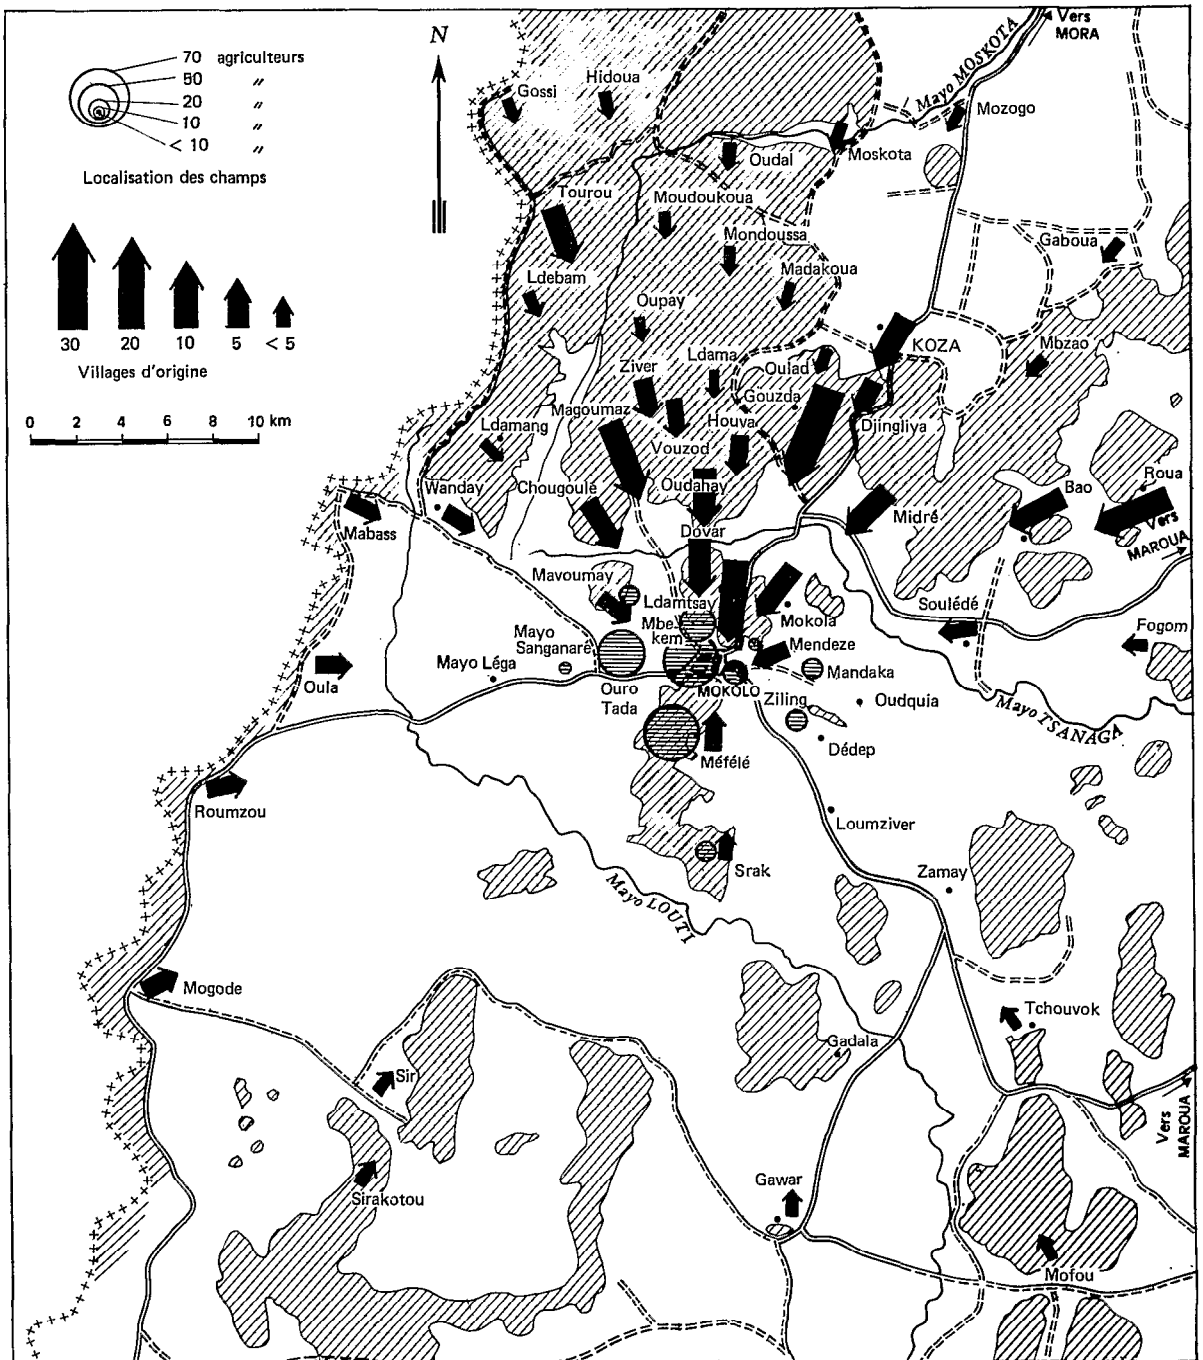 70 agriculteurs
50 〃
20 〃
10 〃
< 10 〃
Localisation des champs
30 20 10 5 < 5
Villages d'origine
0 2 4 6 8 10 km
N
Vers
MORA
Mayo MOSKOTA
Gossi
Hidoua
Mozogo
Moskota
Oudal
Tourou
Moudoukoua
Mondoussa
Gaboua
Ldebam
Madakoua
Oupay
KOZA
Mbzao
Ziver
Ldama
Oulad
Gouzda
Magoumaz
Houva
Djingliya
Ldamang
Vouzod
Wanday
Chougoulé
Oudahay
Midré
Bao
Roua
Vers
MAROUA
Mabass
Dovar
Mavoumay
Ldamtsay
Mokola
Soulédé
Fogom
Mayo
Sanganaré
Mbe
kem
Mendeze
Mayo Léga
Mandaka
Oula
Ouro
Tada
MOKOLO
Ziling
Oudquia
Mayo TSANAGA
Dédep
Méfélé
Roumzou
Loumziver
Srak
Zamay
Mayo LOUTI
Mogode
Tchouvok
Gadala
Sir
Vers
MAROUA
Sirakotou
Gawar
Mofou